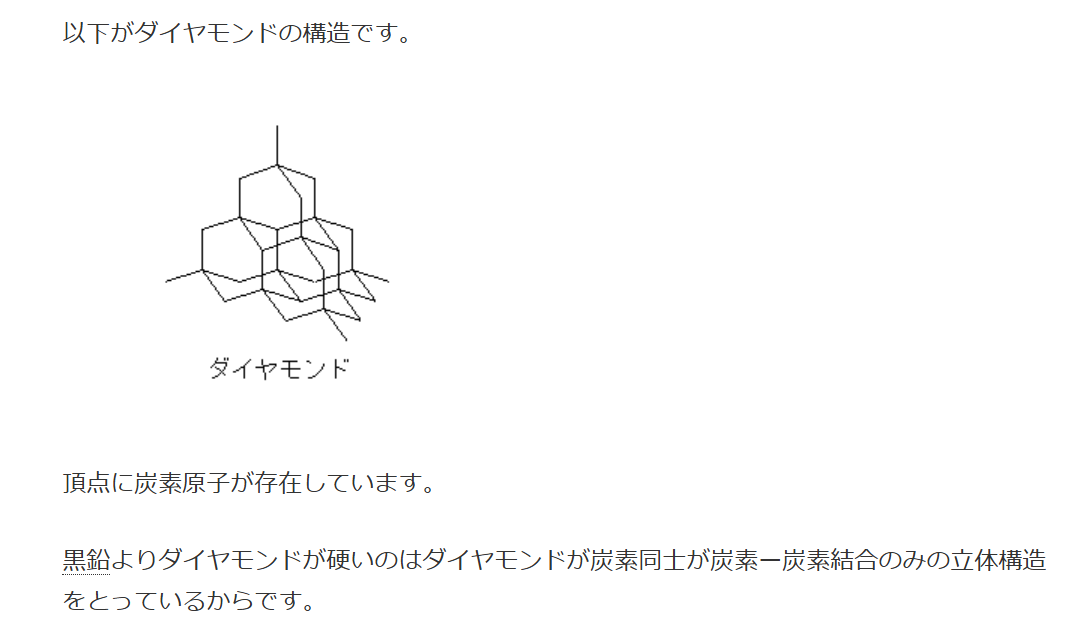 以下がダイヤモンドの構造です。
ダイヤモンド
頂点に炭素原子が存在しています。
黒鉛よりダイヤモンドが硬いのはダイヤモンドが炭素同士が炭素ー炭素結合のみの立体構造
をとっているからです。